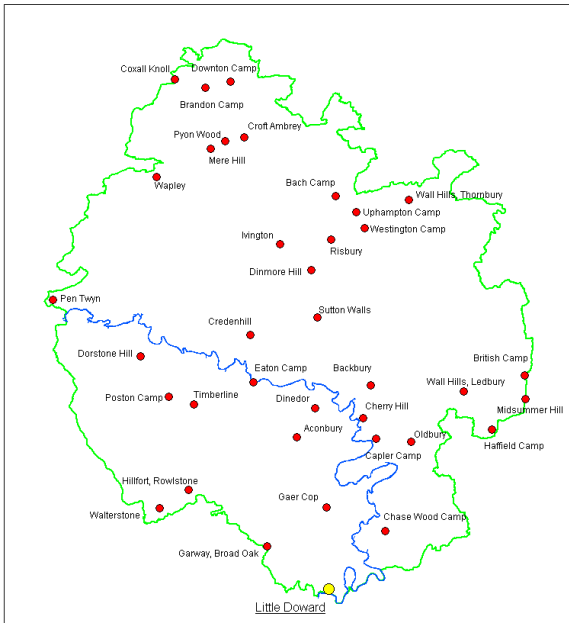 Coxall Knoll
Downton Camp
Brandon Camp
Pyon Wood
Croft Ambrey
Mere Hill
Wapley
Bach Camp
Wall Hills, Thornbury
Uphampton Camp
Westington Camp
Ivington
Risbury
Dinmore Hill
Pen Twyn
Sutton Walls
Credenhill
Dorstone Hill
British Camp
Eaton Camp
Backbury
Wall Hills, Ledbury
Poston Camp
Timberline
Dinedor
Cherry Hill
Midsummer Hill
Aconbury
Oldbury
Haffield Camp
Capler Camp
Hillfort, Rowlstone
Gaer Cop
Walterstone
Chase Wood Camp
Garway, Broad Oak
Little Doward